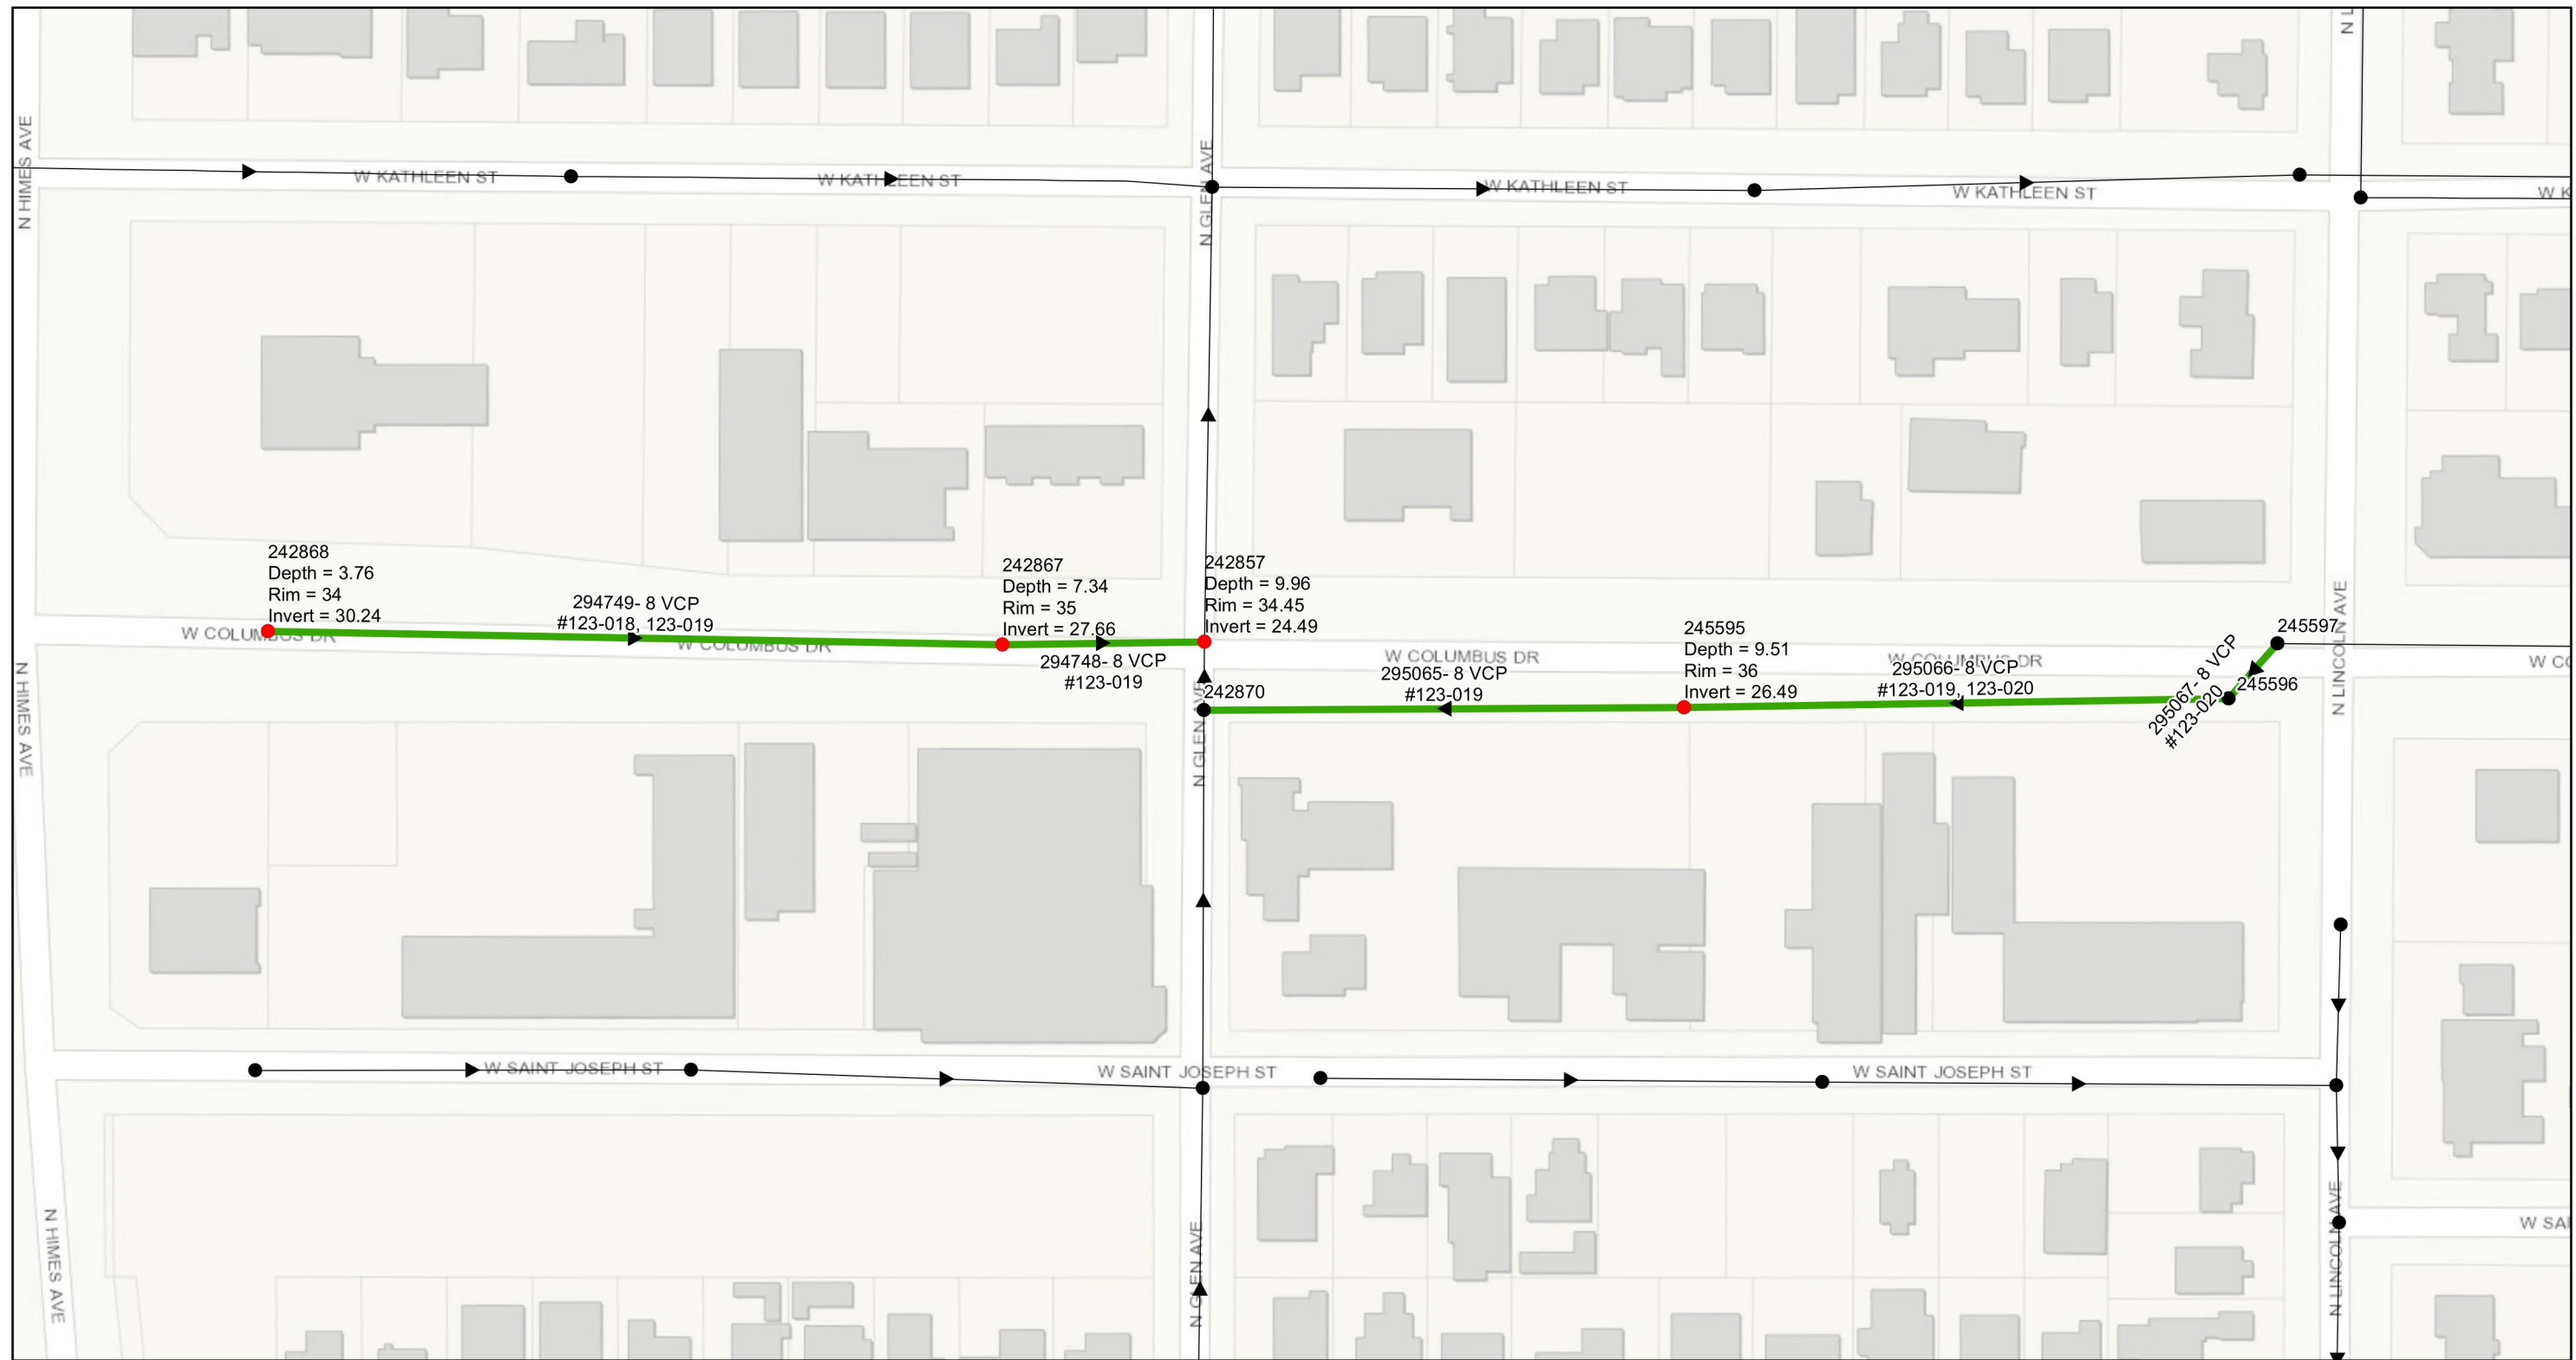 N HIMES AVE
N GLEN AVE
N L
W KATHLEEN ST
W KATHLEEN ST
W KATHLEEN ST
W KATHLEEN ST
W K
242868
Depth = 3.76
Rim = 34
Invert = 30.24
294749- 8 VCP
#123-018, 123-019
242867
Depth = 7.34
Rim = 35
Invert = 27.66
242857
Depth = 9.96
Rim = 34.45
Invert = 24.49
W COLUMBUS DR
W COLUMBUS DR
294748- 8 VCP
#123-019
242870
W COLUMBUS DR
295065- 8 VCP
#123-019
245595
Depth = 9.51
Rim = 36
Invert = 26.49
W COLUMBUS DR
295066- 8 VCP
#123-019, 123-020
295067- 8 VCP
#123-020
245597
245596
N LINCOLN AVE
W CO
N HIMES AVE
N GLEN AVE
W SAINT JOSEPH ST
W SAINT JOSEPH ST
W SAINT JOSEPH ST
N HIMES AVE
N GLEN AVE
N LINCOLN AVE
W SAI